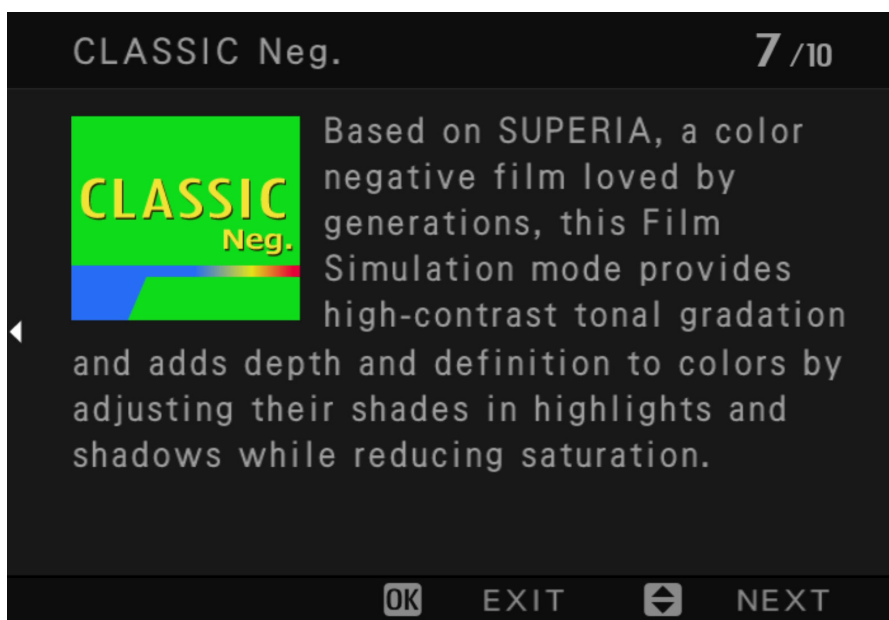 CLASSIC Neg.
7/10
CLASSIC
Neg.
Based on SUPERIA, a color
negative film loved by
generations, this Film
Simulation mode provides
high-contrast tonal gradation
and adds depth and definition to colors by
adjusting their shades in highlights and
shadows while reducing saturation.
OK EXIT NEXT